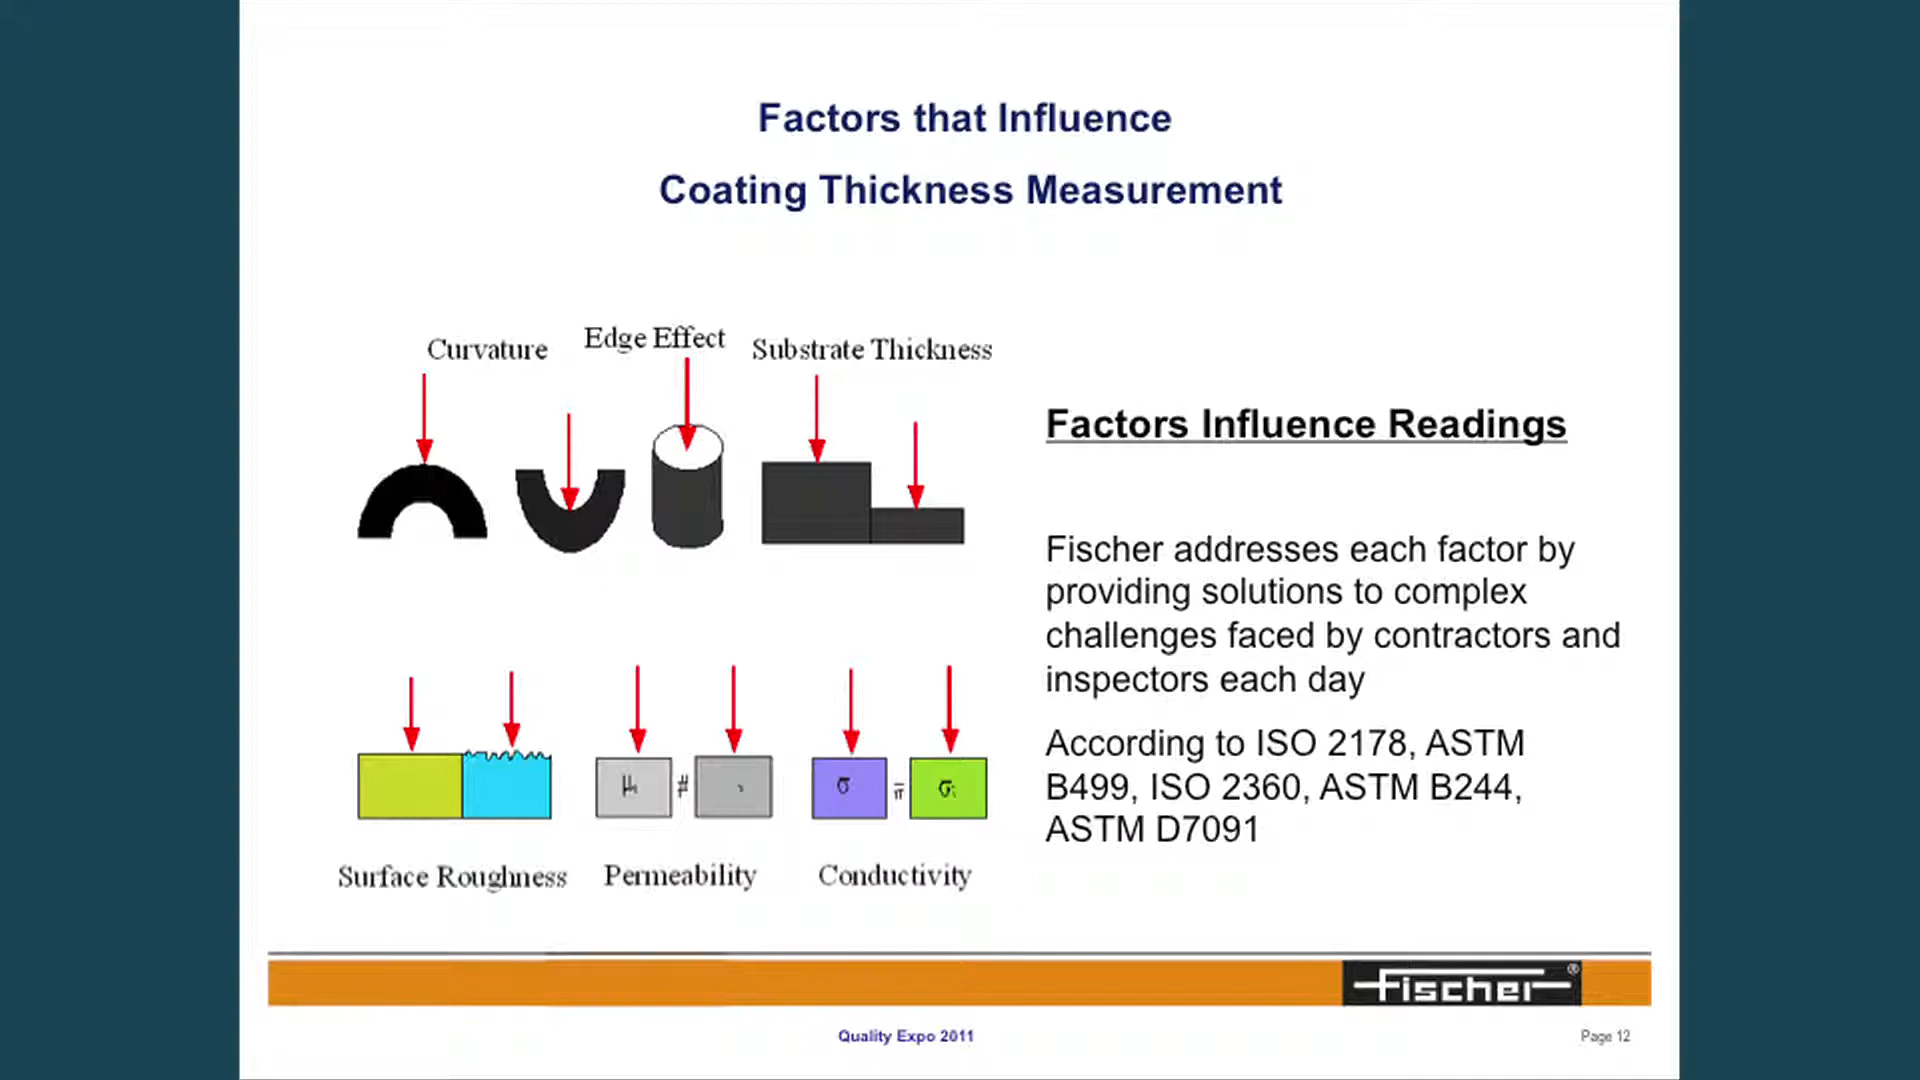 Factors that Influence
Coating Thickness Measurement
Curvature
Edge Effect
Substrate Thickness
Factors Influence Readings
Fischer addresses each factor by
providing solutions to complex
challenges faced by contractors and
inspectors each day
According to ISO 2178, ASTM
B499, ISO 2360, ASTM B244,
ASTM D7091
μ
σ
σ
Surface Roughness
Permeability
Conductivity
fischer®
Quality Expo 2011
Page 12